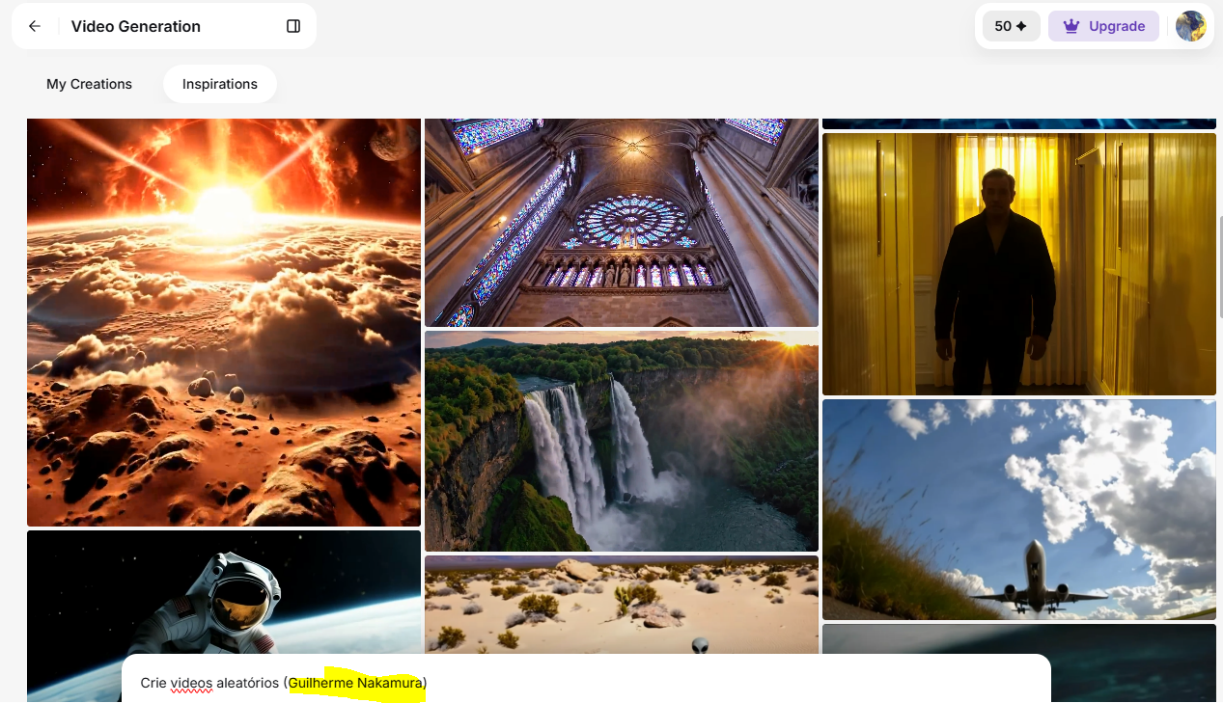 Video Generation
50
Upgrade
My Creations
Inspirations
Crie videos aleatórios (Guilherme Nakamura)